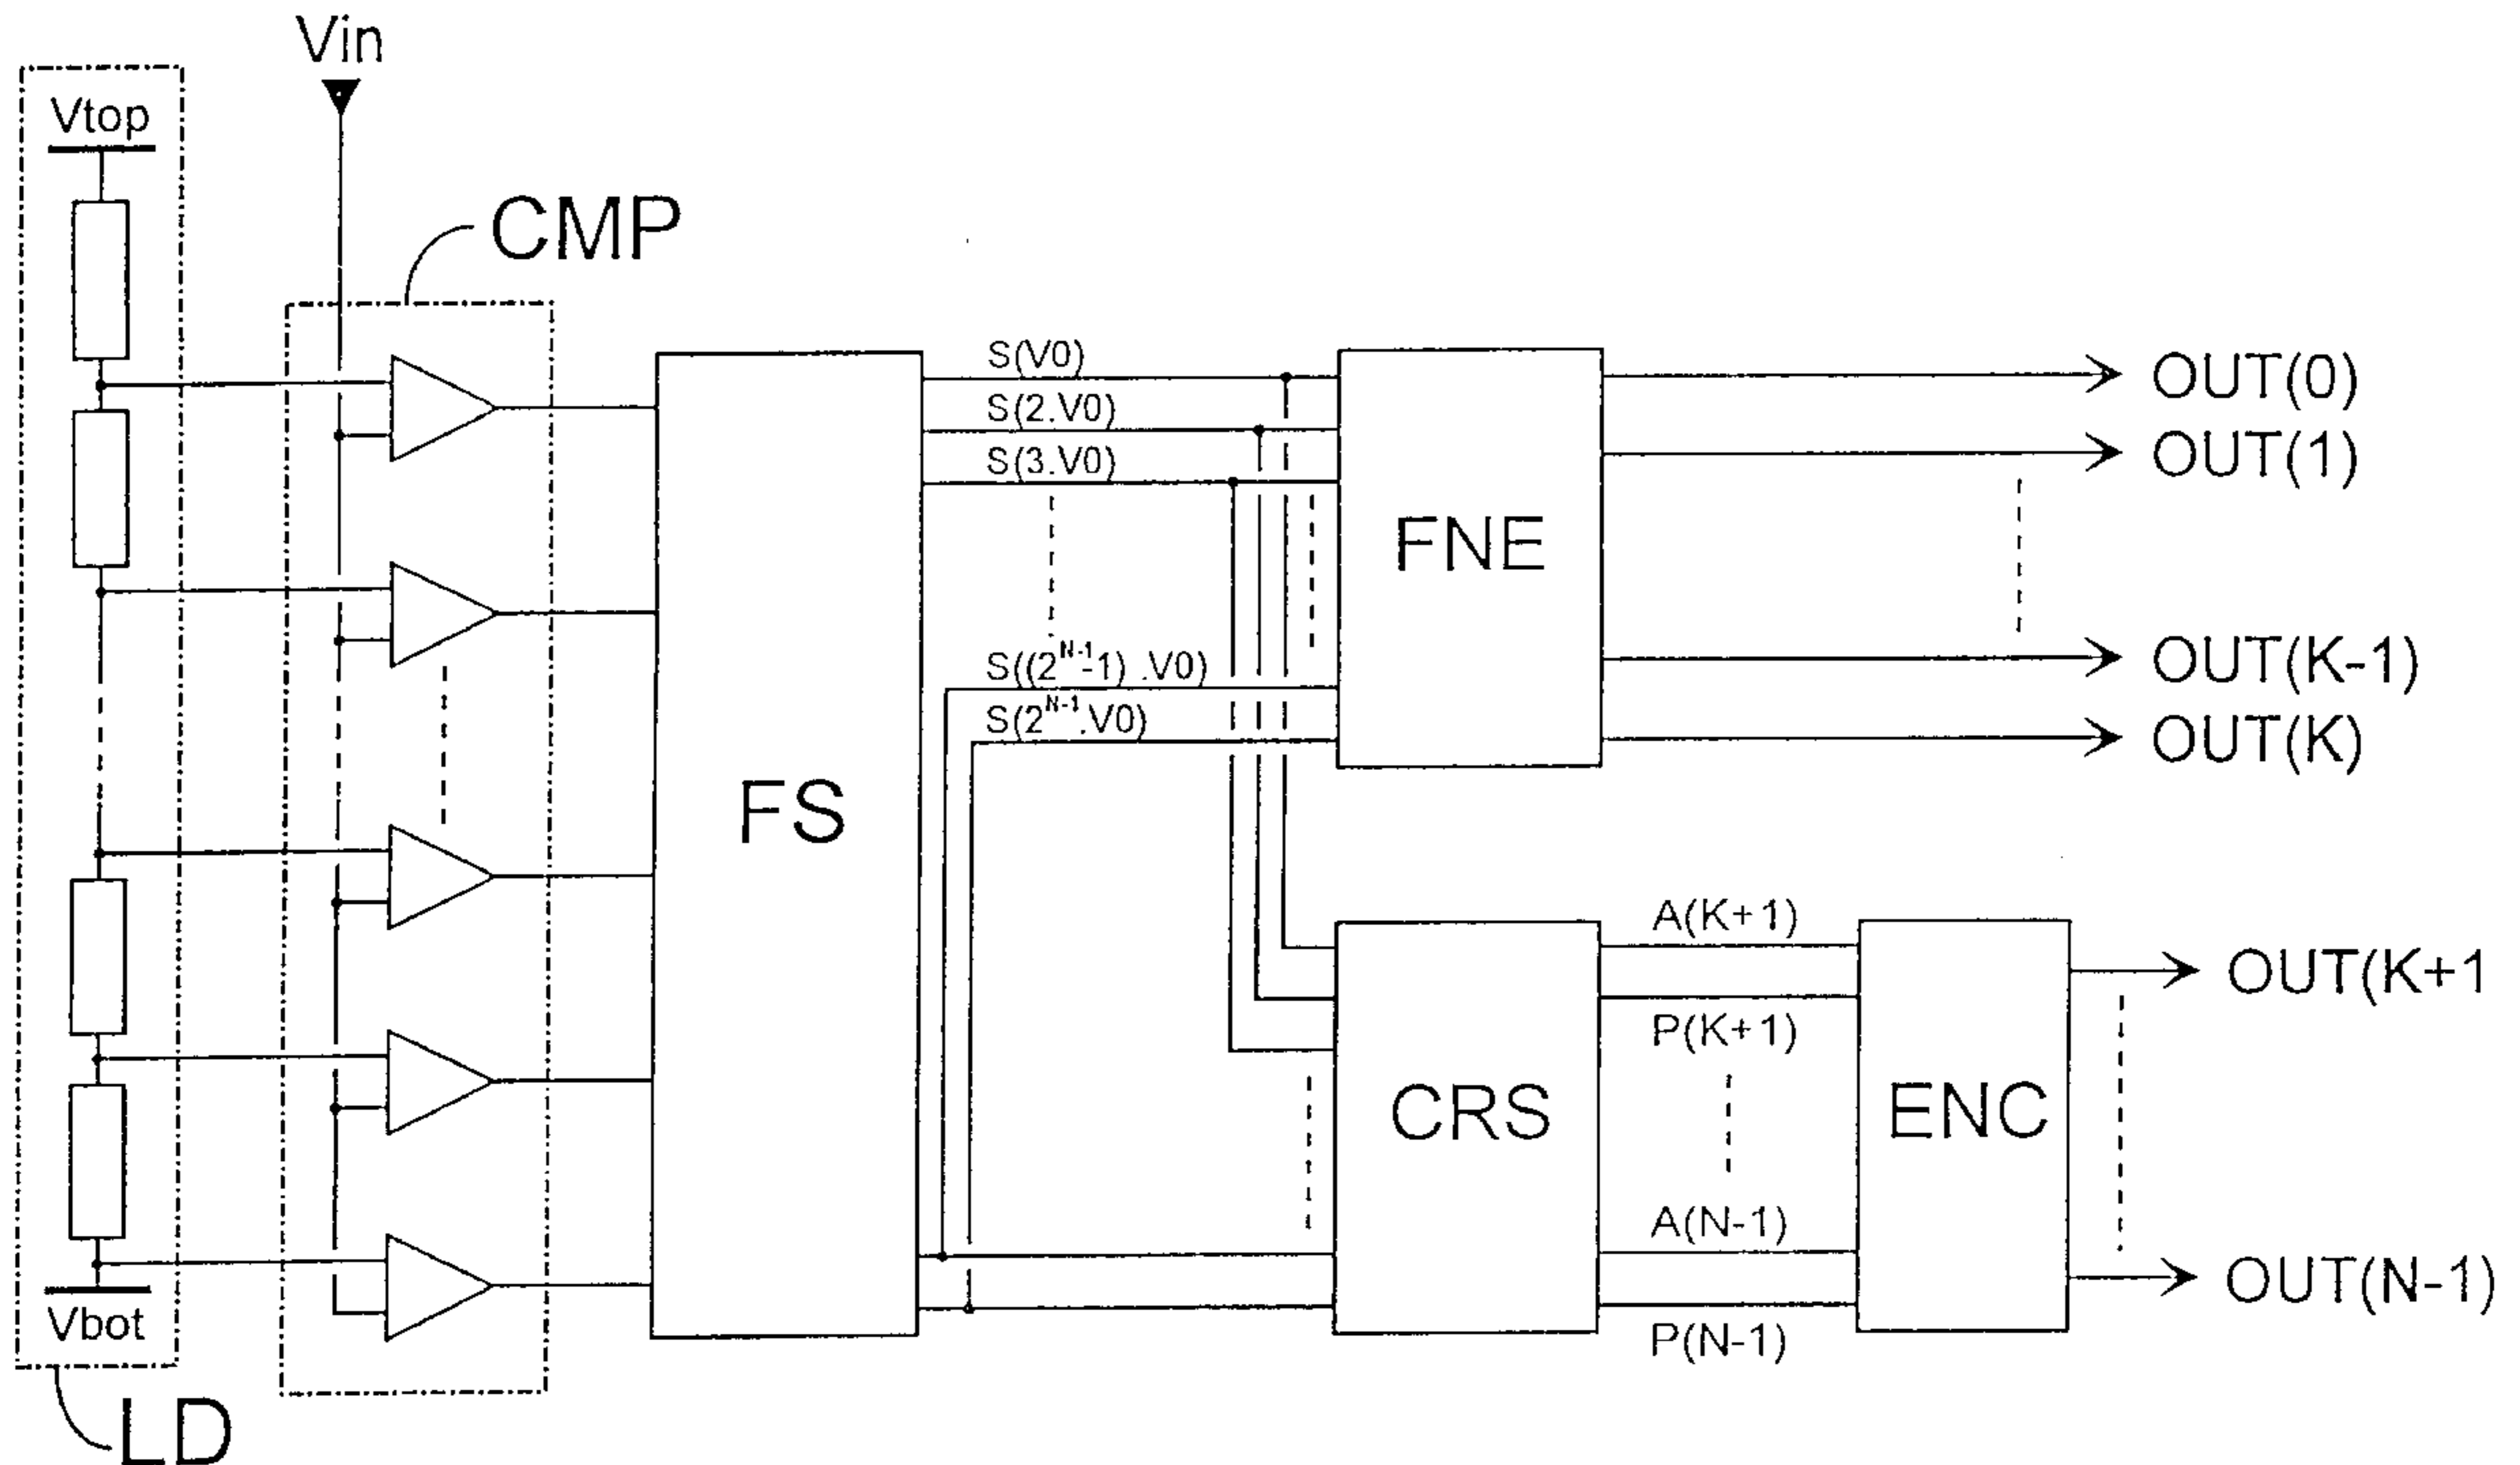 Vin
Vtop
CMP
S(V0)
S(2.V0)
S(3.V0)
S((2^N-1-1) .V0)
S(2^N-1.V0)
FS
FNE
OUT(0)
OUT(1)
OUT(K-1)
OUT(K)
A(K+1)
P(K+1)
CRS
ENC
OUT(K+1
A(N-1)
P(N-1)
OUT(N-1)
Vbot
LD